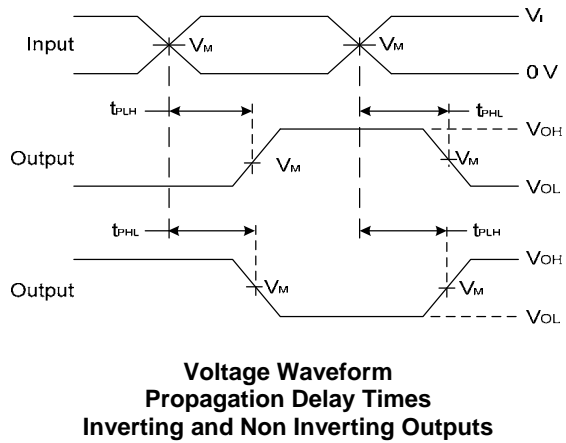 VI
Input VM VM
0 V
tPLH tPHL
VOH
Output VM VM
VOL
tPHL tPLH
VOH
Output VM VM
VOL
Voltage Waveform
Propagation Delay Times
Inverting and Non Inverting Outputs